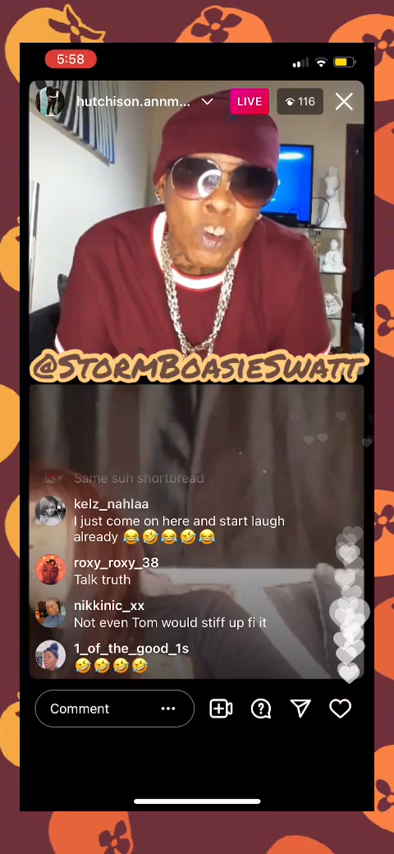 5:58
hutchison.annm...
LIVE
116
@StormBoasieSwatt
Same suh shortbread
kelz_nahlaa
I just come on here and start laugh
already 😂🤣😂🤣😂
roxy_roxy_38
Talk truth
nikkinic_xx
Not even Tom would stiff up fi it
1_of_the_good_1s
🤣🤣🤣🤣
Comment